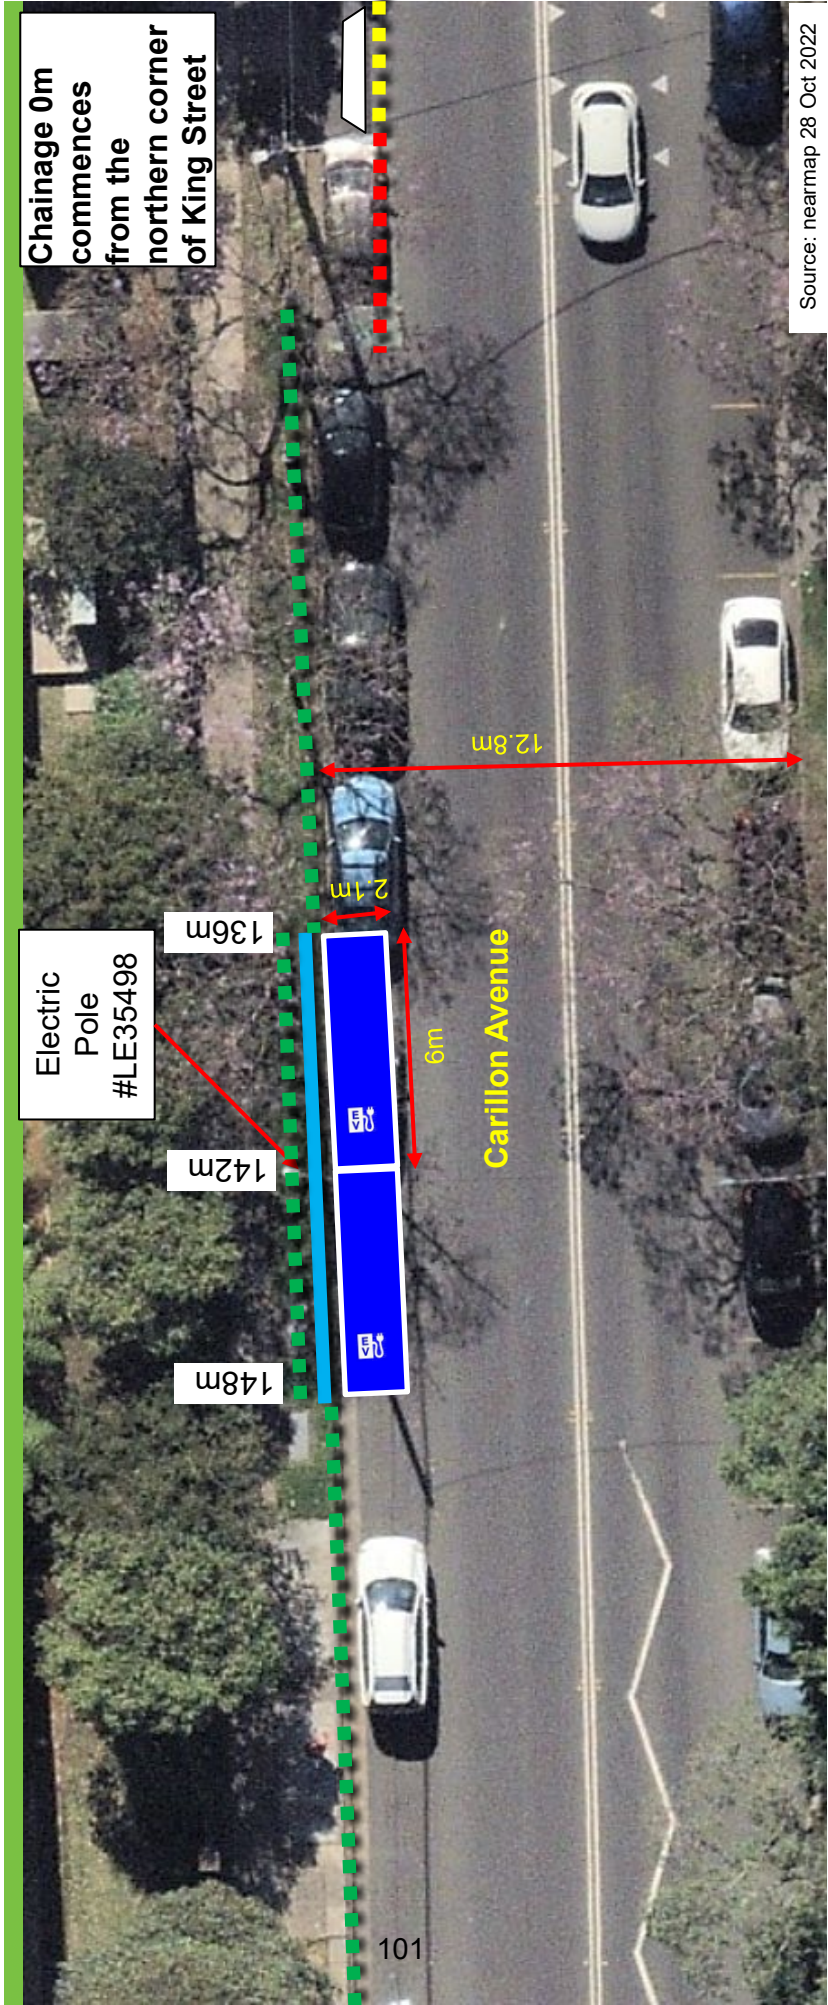 Chainage 0m
commences
from the
northern corner
of King Street
Source: nearmap 28 Oct 2022
12.8m
2.1m
136m
Electric
Pole
#LE35498
6m
Carillon Avenue
EV
142m
EV
148m
101